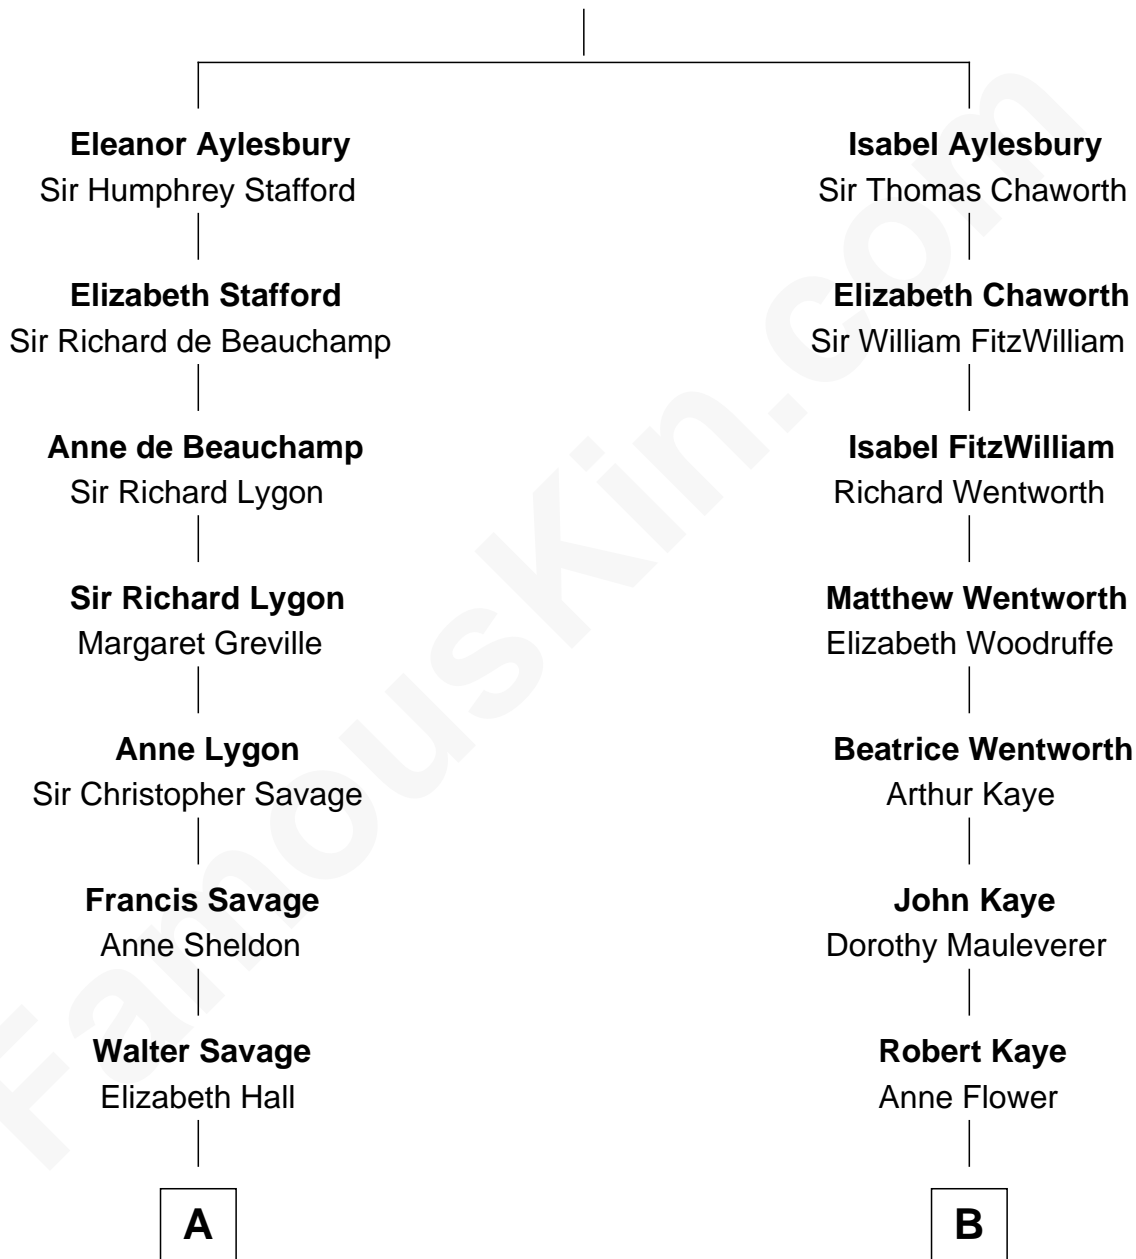 Eleanor Aylesbury
Sir Humphrey Stafford
Elizabeth Stafford
Sir Richard de Beauchamp
Anne de Beauchamp
Sir Richard Lygon
Sir Richard Lygon
Margaret Greville
Anne Lygon
Sir Christopher Savage
Francis Savage
Anne Sheldon
Walter Savage
Elizabeth Hall
A
Isabel Aylesbury
Sir Thomas Chaworth
Elizabeth Chaworth
Sir William FitzWilliam
Isabel FitzWilliam
Richard Wentworth
Matthew Wentworth
Elizabeth Woodruffe
Beatrice Wentworth
Arthur Kaye
John Kaye
Dorothy Mauleverer
Robert Kaye
Anne Flower
B
FamousKin.com